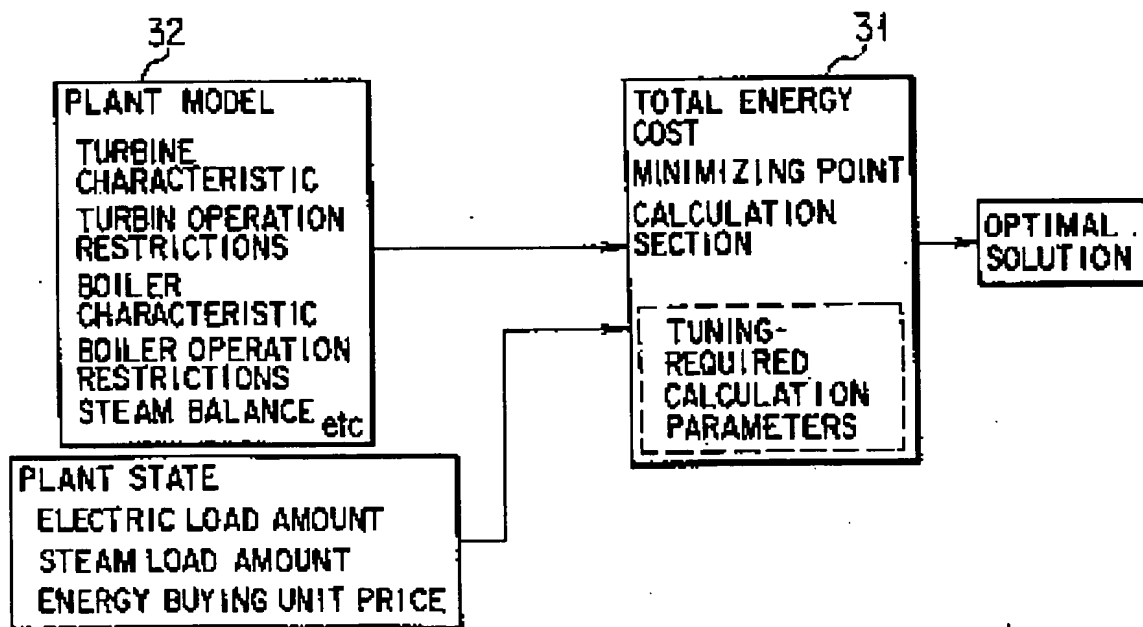 32
PLANT MODEL
TURBINE
CHARACTERISTIC
TURBIN OPERATION
RESTRICTIONS
BOILER
CHARACTERISTIC
BOILER OPERATION
RESTRICTIONS
STEAM BALANCE etc
PLANT STATE
ELECTRIC LOAD AMOUNT
STEAM LOAD AMOUNT
ENERGY BUYING UNIT PRICE
31
TOTAL ENERGY
COST
MINIMIZING POINT
CALCULATION
SECTION
TUNING-
REQUIRED
CALCULATION
PARAMETERS
OPTIMAL
SOLUTION